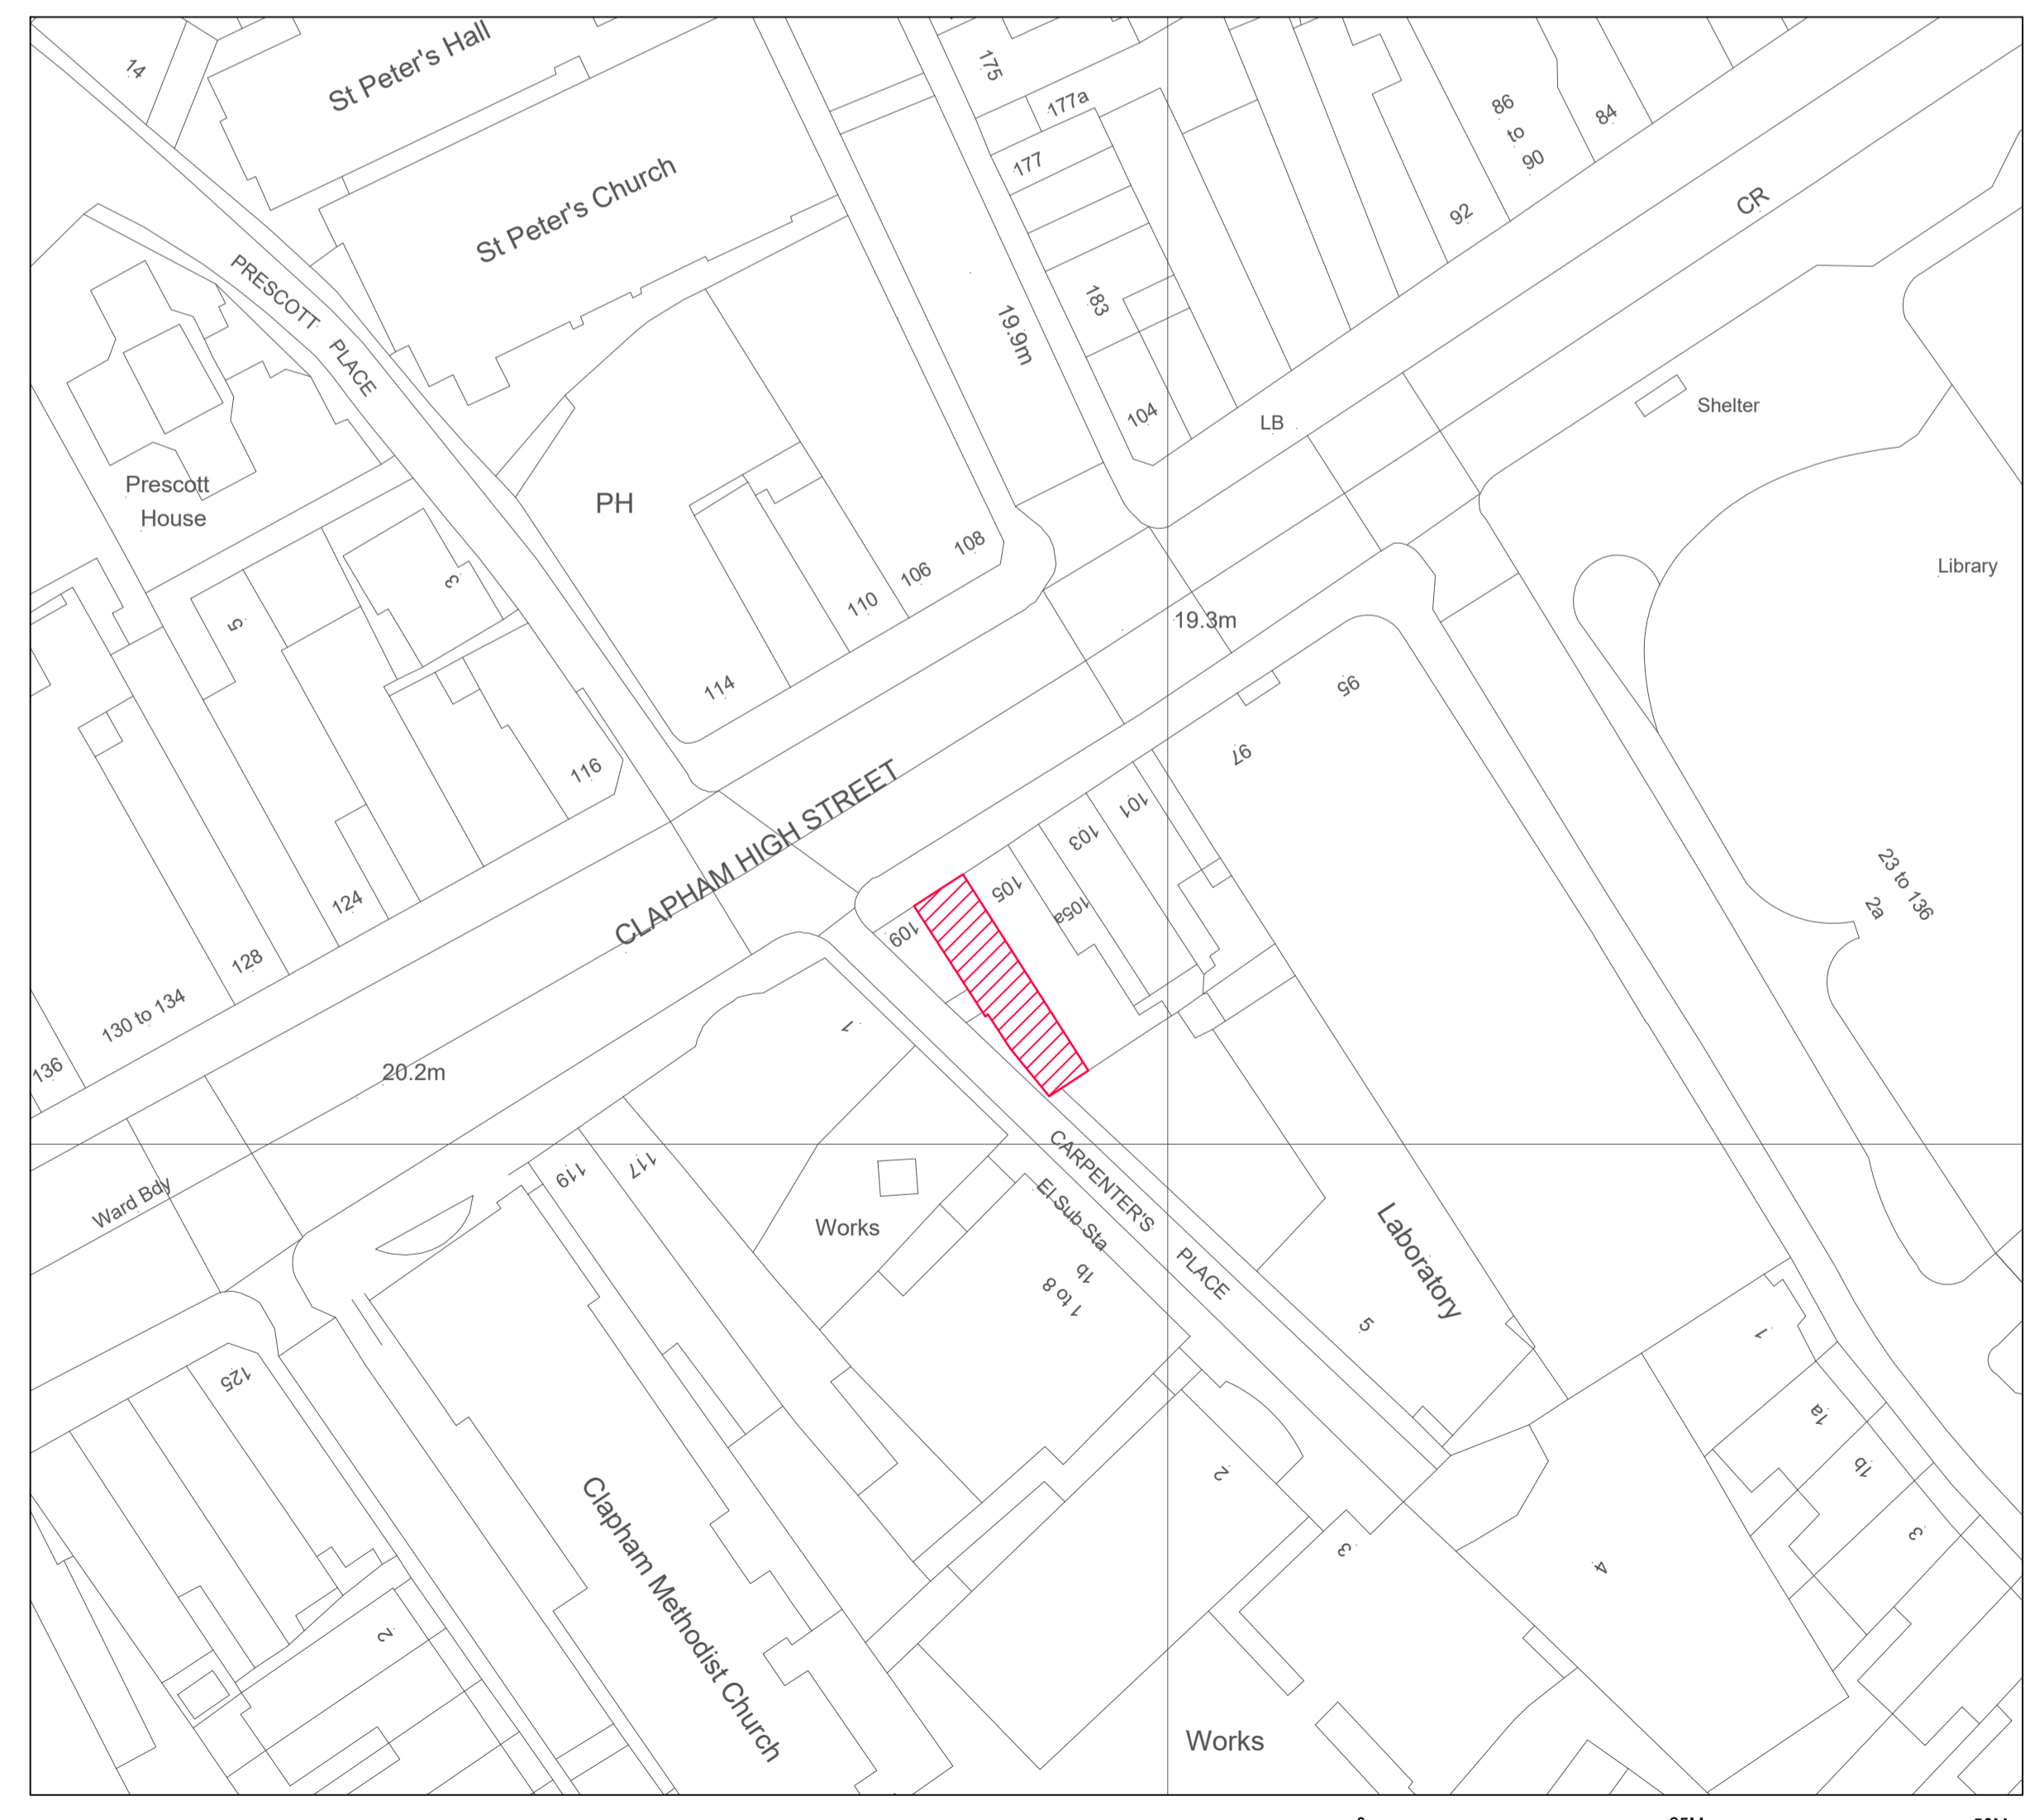 14
St Peter's Hall
St Peter's Church
175
177a
177
183
104
19.9m
86
to
90
84
92
CR
LB
Shelter
Library
PRESCOTT
PLACE
Prescott
House
PH
5
3
108
106
110
114
116
124
128
130 to 134
136
CLAPHAM HIGH STREET
19.3m
95
97
101
103
105
105a
109
23 to 136
2a
20.2m
Ward Bdy
1
119
117
Works
CARPENTER'S
PLACE
El Sub Sta
1b
1 to 8
Laboratory
5
125
2
Clapham Methodist Church
2
3
4
1
1a
1b
3
Works